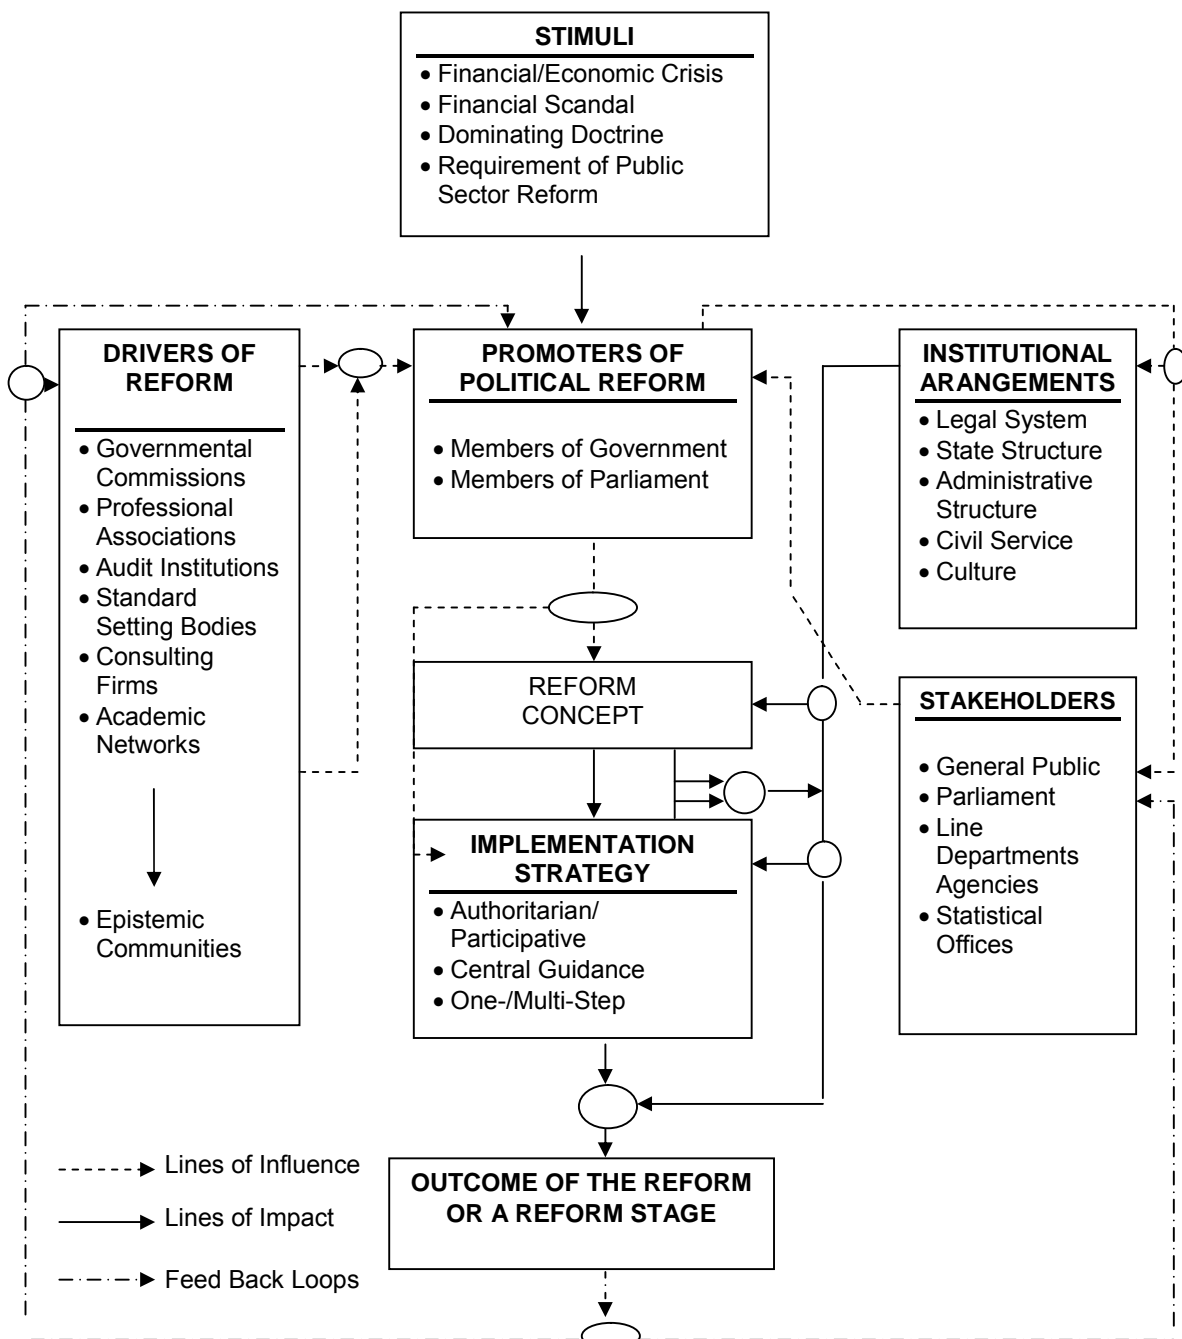 STIMULI
• Financial/Economic Crisis
• Financial Scandal
• Dominating Doctrine
• Requirement of Public
Sector Reform
DRIVERS OF
REFORM
• Governmental
Commissions
• Professional
Associations
• Audit Institutions
• Standard
Setting Bodies
• Consulting
Firms
• Academic
Networks
• Epistemic
Communities
PROMOTERS OF
POLITICAL REFORM
• Members of Government
• Members of Parliament
INSTITUTIONAL
ARANGEMENTS
• Legal System
• State Structure
• Administrative
Structure
• Civil Service
• Culture
REFORM
CONCEPT
STAKEHOLDERS
• General Public
• Parliament
• Line
Departments
Agencies
• Statistical
Offices
IMPLEMENTATION
STRATEGY
• Authoritarian/
Participative
• Central Guidance
• One-/Multi-Step
OUTCOME OF THE REFORM
OR A REFORM STAGE
Lines of Influence
Lines of Impact
Feed Back Loops